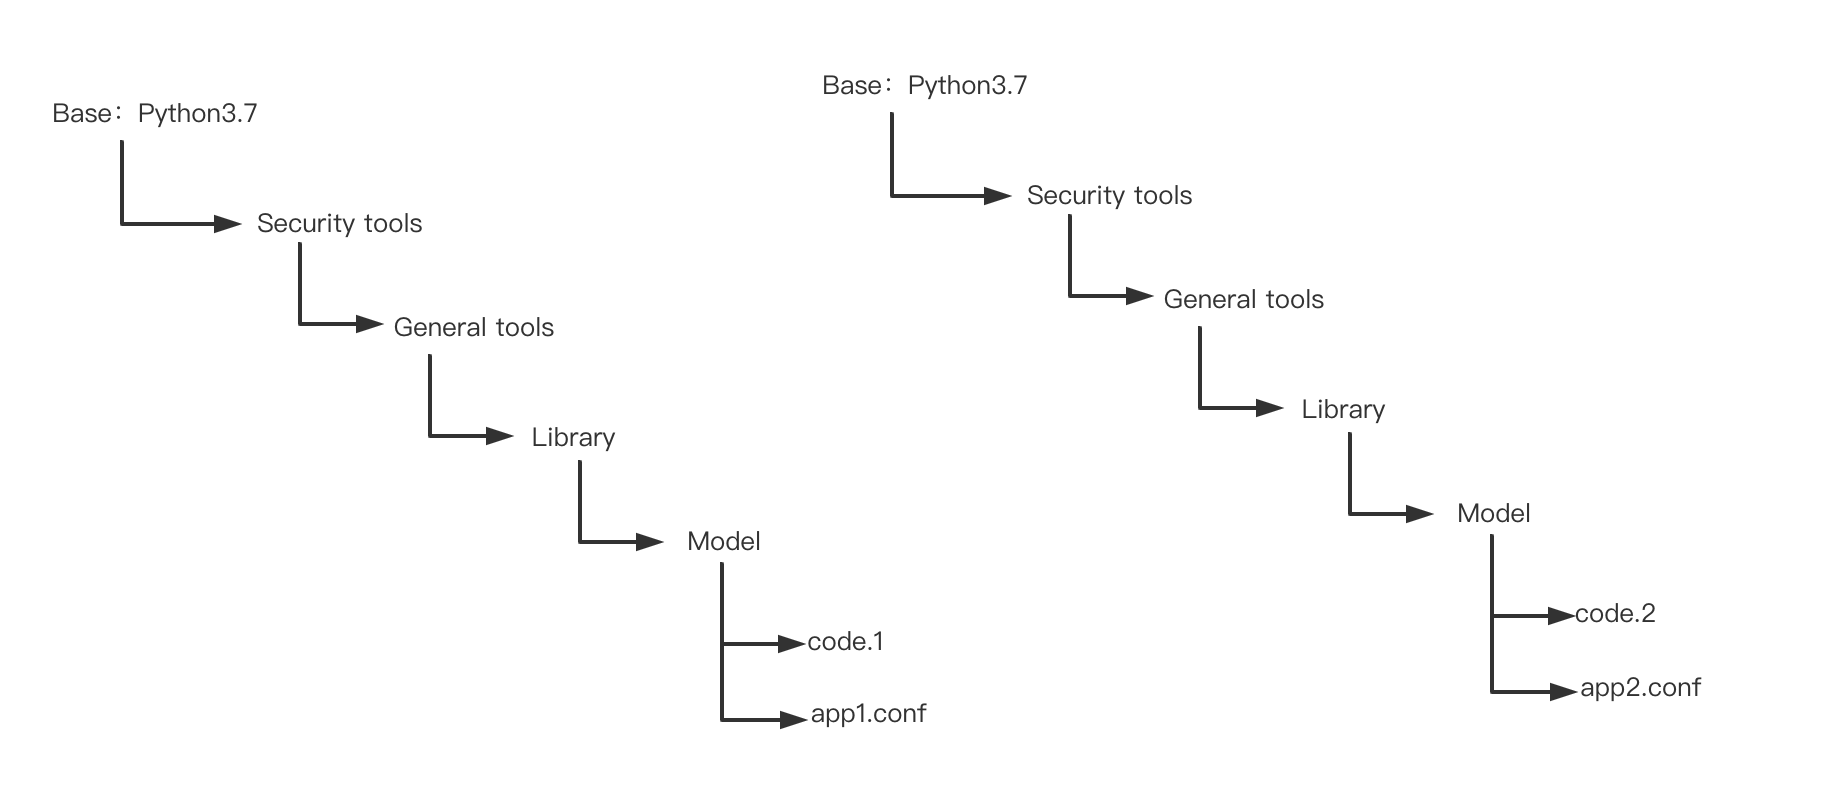 Base：Python3.7
Security tools
General tools
Library
Model
code.1
app1.conf
Base：Python3.7
Security tools
General tools
Library
Model
code.2
app2.conf